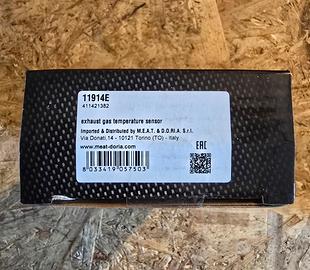 11914E
411421382
exhaust gas temperature sensor
Imported & Distributed by M.E.A.T. & D.O.RI.A. S.r.l.
Via Donati,14 - 10121 Torino (TO) - Italy
www.meat-doria.com
EAC
8 033419 057503